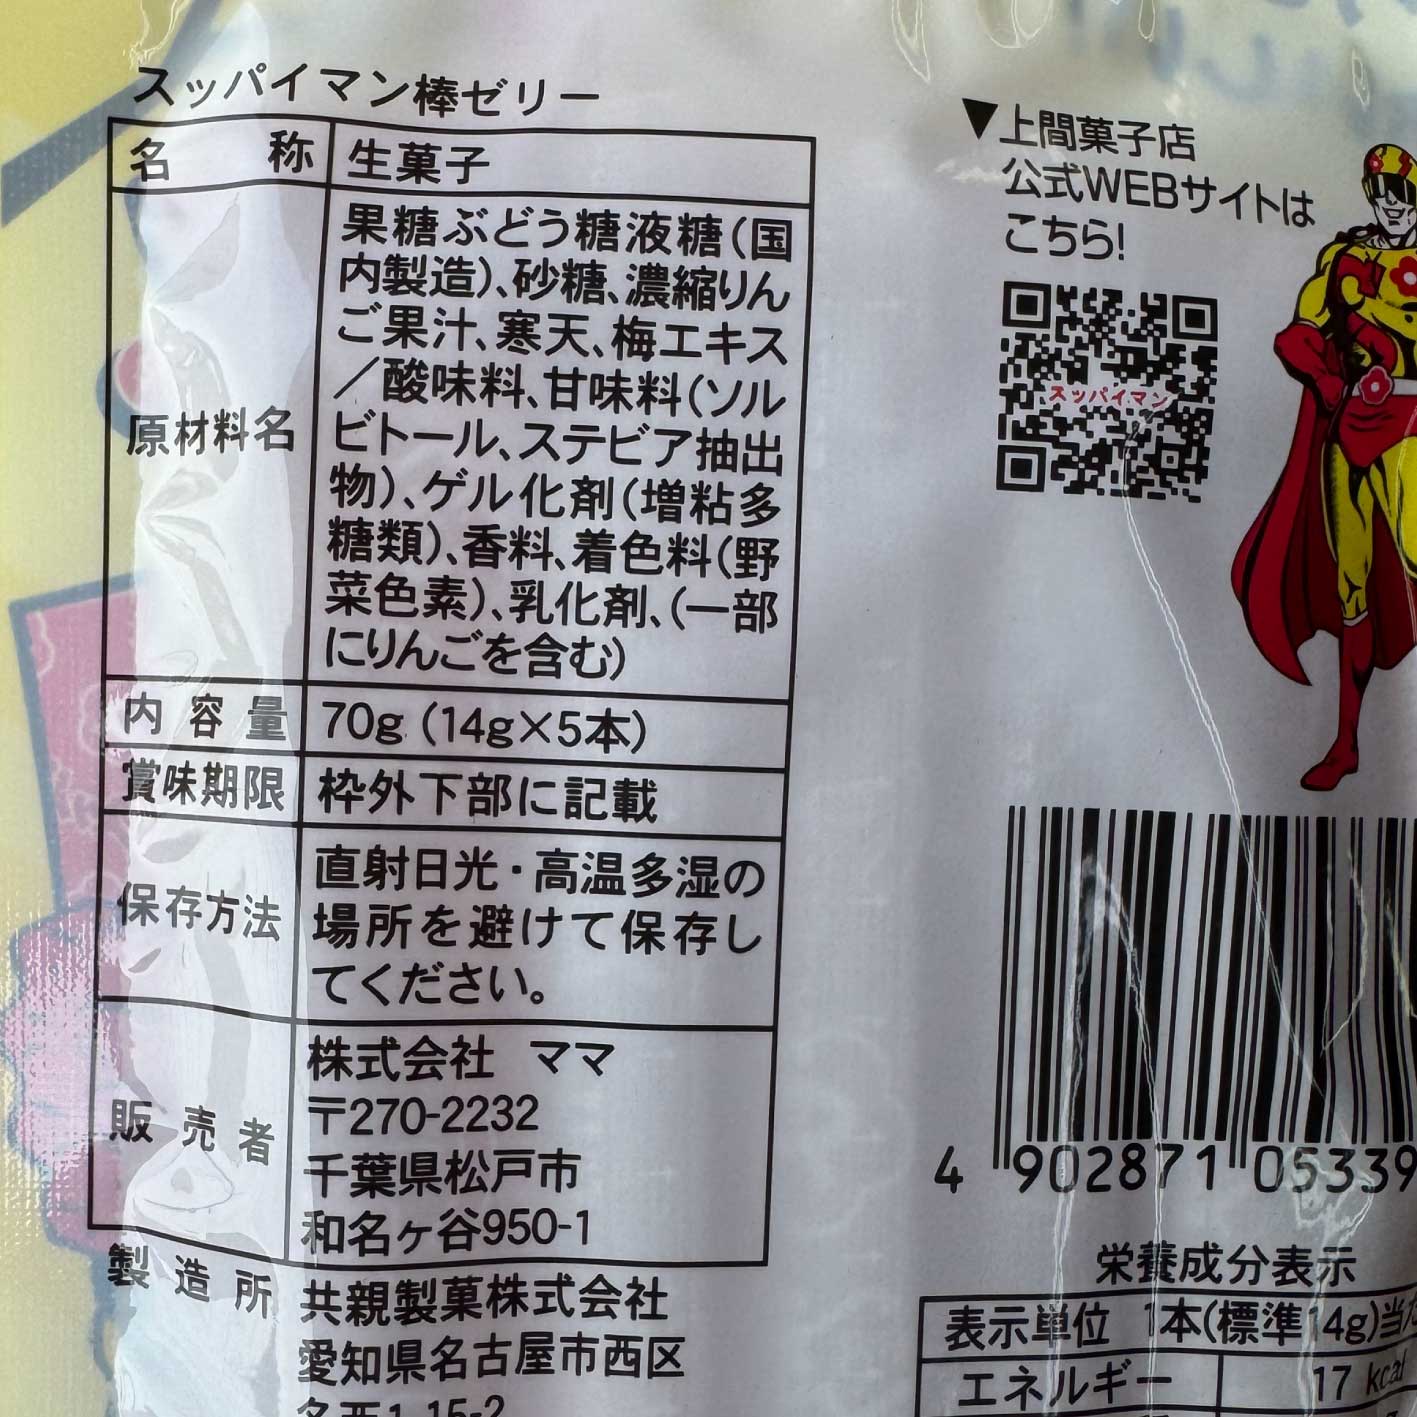 スッパイマン棒ゼリー
名称 生菓子
原材料名
果糖ぶどう糖液糖(国
内製造)、砂糖、濃縮りん
ご果汁、寒天、梅エキス
/酸味料、甘味料(ソル
ビトール、ステビア抽出
物)、ゲル化剤(増粘多
糖類)、香料、着色料(野
菜色素)、乳化剤、(一部
にりんごを含む)
内容量 70g (14g×5本)
賞味期限 枠外下部に記載
保存方法
直射日光・高温多湿の
場所を避けて保存し
てください。
販売者
株式会社 ママ
〒270-2232
千葉県松戸市
和名ヶ谷950-1
製造所 共親製菓株式会社
愛知県名古屋市西区
▼上間菓子店
公式WEBサイトは
こちら!
スッパイマン
4 902871 05339
栄養成分表示
表示単位 1本(標準14g)当
エネルギー 17 kcal